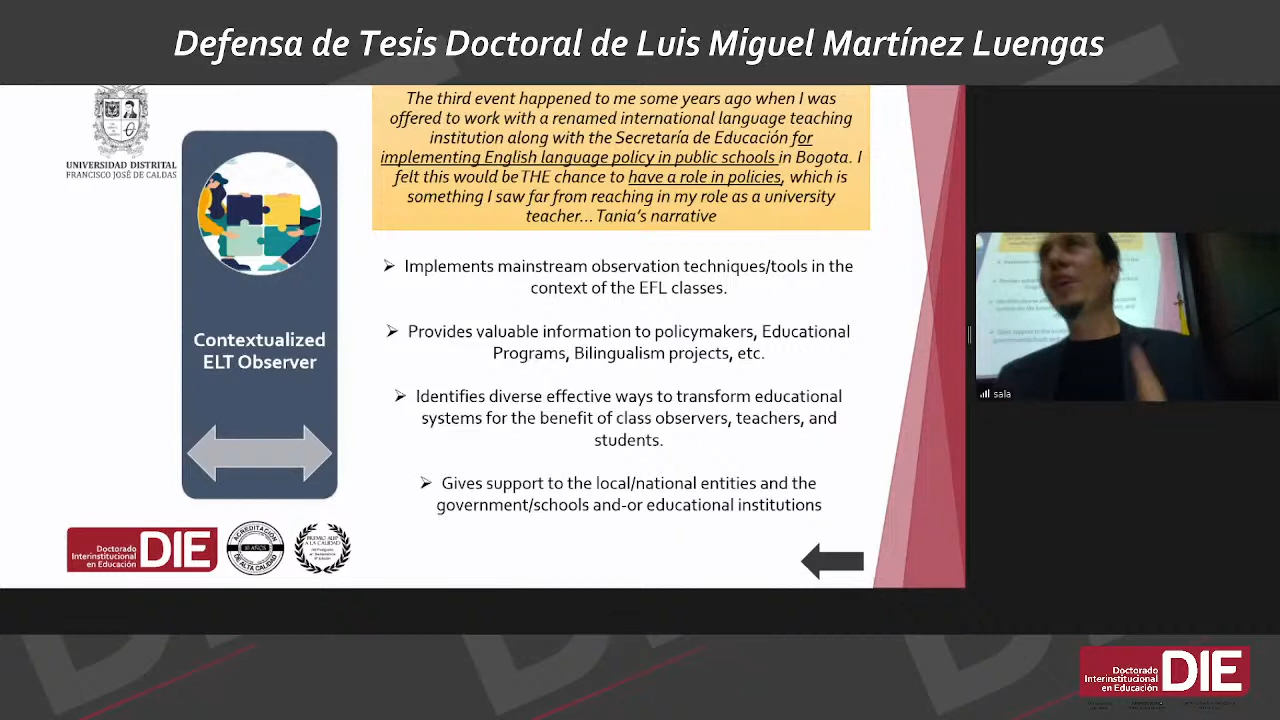 Defensa de Tesis Doctoral de Luis Miguel Martínez Luengas
UNIVERSIDAD DISTRITAL
FRANCISCO JOSÉ DE CALDAS
The third event happened to me some years ago when I was
offered to work with a renamed international language teaching
institution along with the Secretaría de Educación for
implementing English language policy in public schools in Bogota. I
felt this would be THE chance to have a role in policies, which is
something I saw far from reaching in my role as a university
teacher... Tania's narrative
Contextualized
ELT Observer
➢ Implements mainstream observation techniques/tools in the
context of the EFL classes.
➢ Provides valuable information to policymakers, Educational
Programs, Bilingualism projects, etc.
➢ Identifies diverse effective ways to transform educational
systems for the benefit of class observers, teachers, and
students.
➢ Gives support to the local/national entities and the
government/schools and-or educational institutions
sala
Doctorado
Interinstitucional
en Educación
DIE
ACREDITACIÓN
10 AÑOS
DE ALTA CALIDAD
PREMIO AUIP
A LA CALIDAD
Doctorado
Interinstitucional
en Educación
DIE